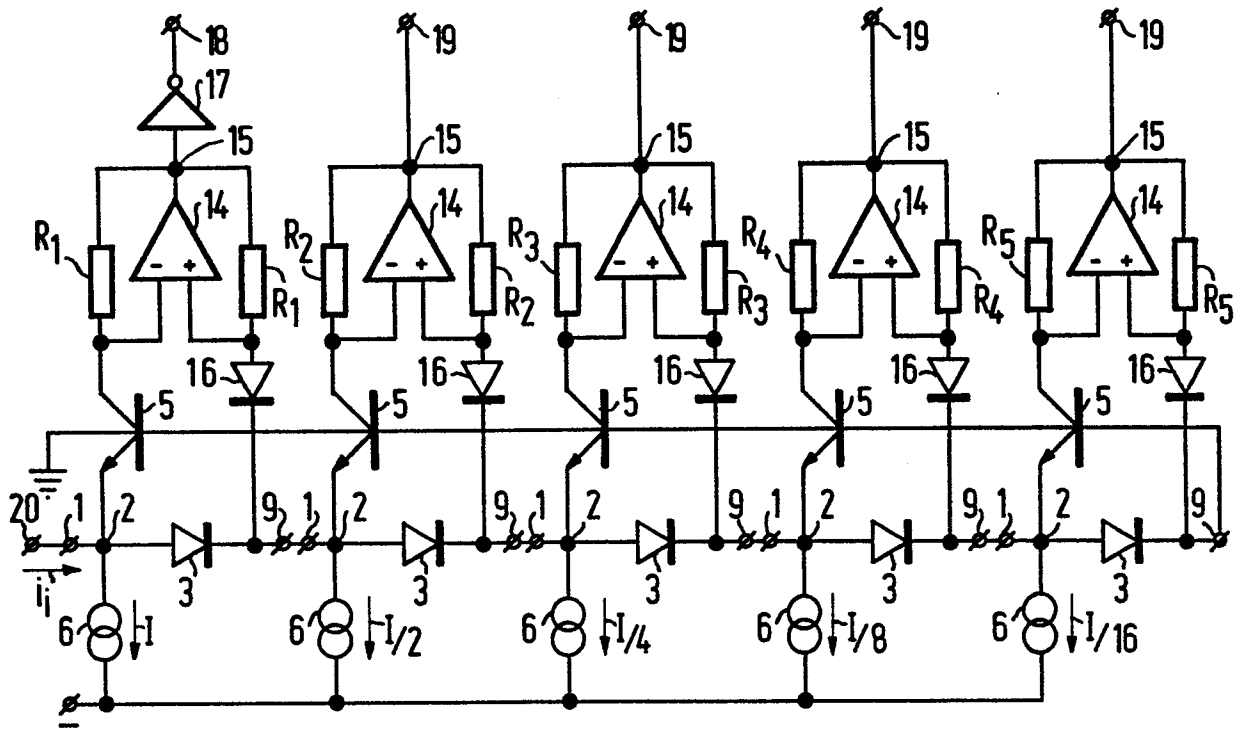 18 19 19 19 19
17
15 15 15 15 15
14 14 14 14 14
R1 R2 R3 R4 R5
- + - + - + - + - +
R1 R2 R3 R4 R5
16 16 16 16 16
5 5 5 5 5
20 1 2 9 1 2 9 1 2 9 1 2 9 1 2 9
3 3 3 3 3
ii
6 I 6 I/2 6 I/4 6 I/8 6 I/16
-